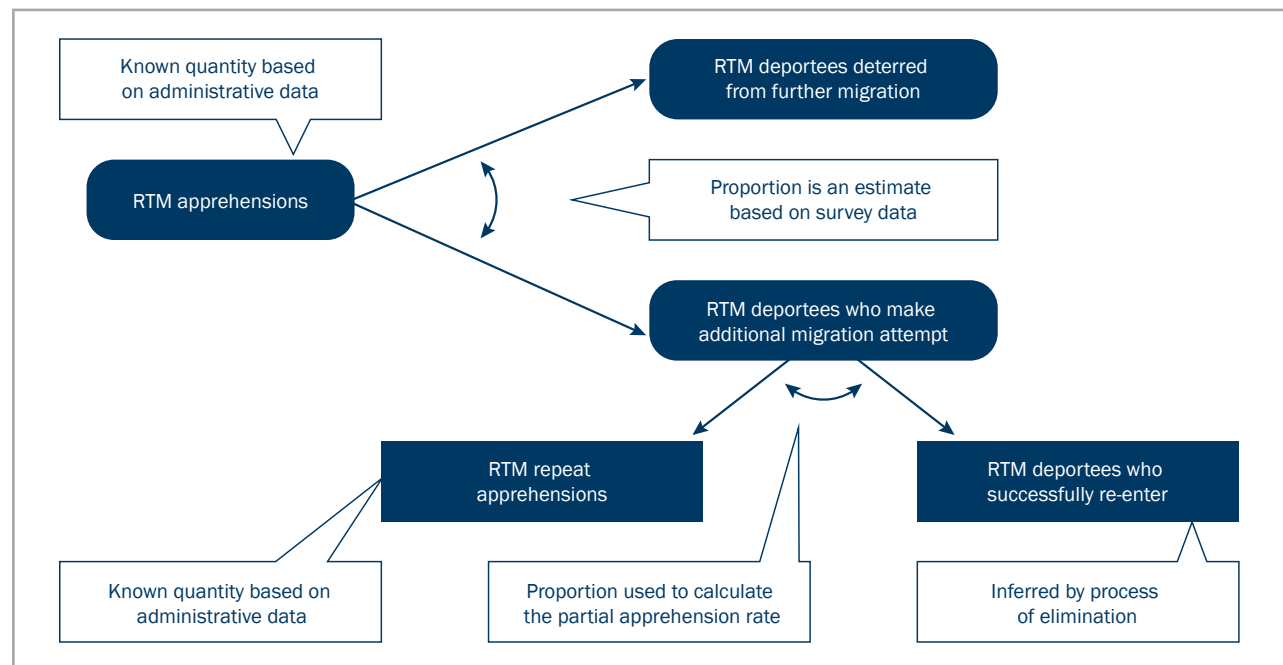 Known quantity based
on administrative data
RTM deportees deterred
from further migration
RTM apprehensions
Proportion is an estimate
based on survey data
RTM deportees who make
additional migration attempt
RTM repeat
apprehensions
RTM deportees who
successfully re-enter
Known quantity based on
administrative data
Proportion used to calculate
the partial apprehension rate
Inferred by process
of elimination